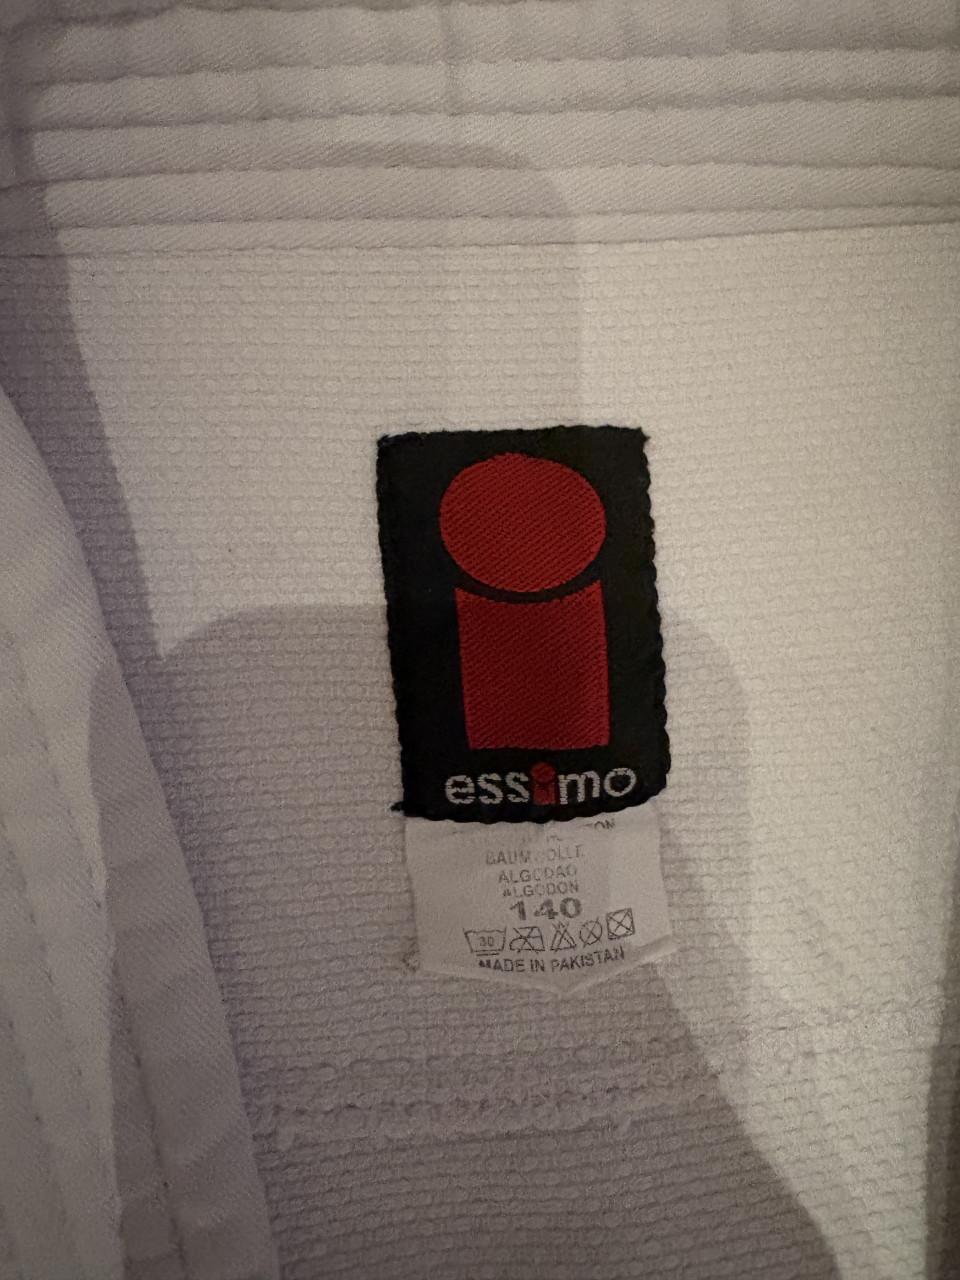 essimo
BAUMWOLLE
ALGODAO
ALGODON
140
30
MADE IN PAKISTAN